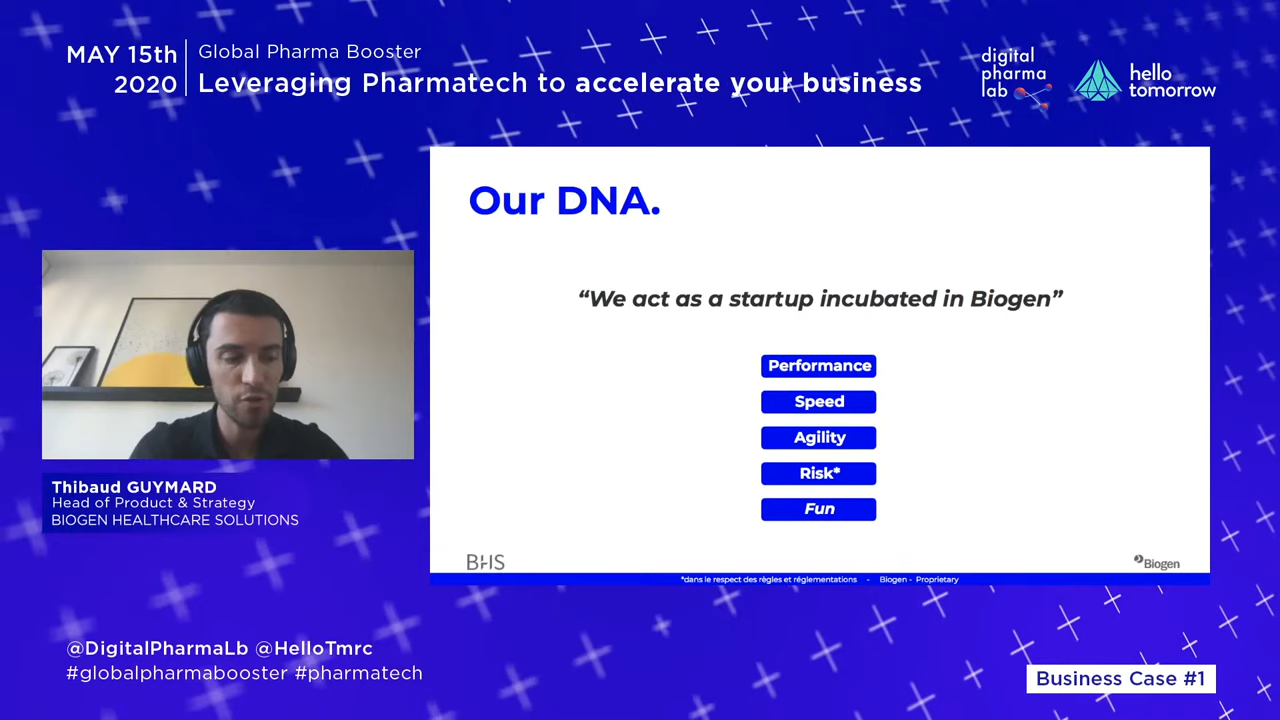 MAY 15th
2020
Global Pharma Booster
Leveraging Pharmatech to accelerate your business
digital
pharma
lab
hello
tomorrow
Our DNA.
“We act as a startup incubated in Biogen”
Performance
Speed
Agility
Risk*
Fun
BHS
Biogen
*dans le respect des règles et réglementations - Biogen - Proprietary
Thibaud GUYMARD
Head of Product & Strategy
BIOGEN HEALTHCARE SOLUTIONS
@DigitalPharmaLb @HelloTmrc
#globalpharmabooster #pharmatech
Business Case #1